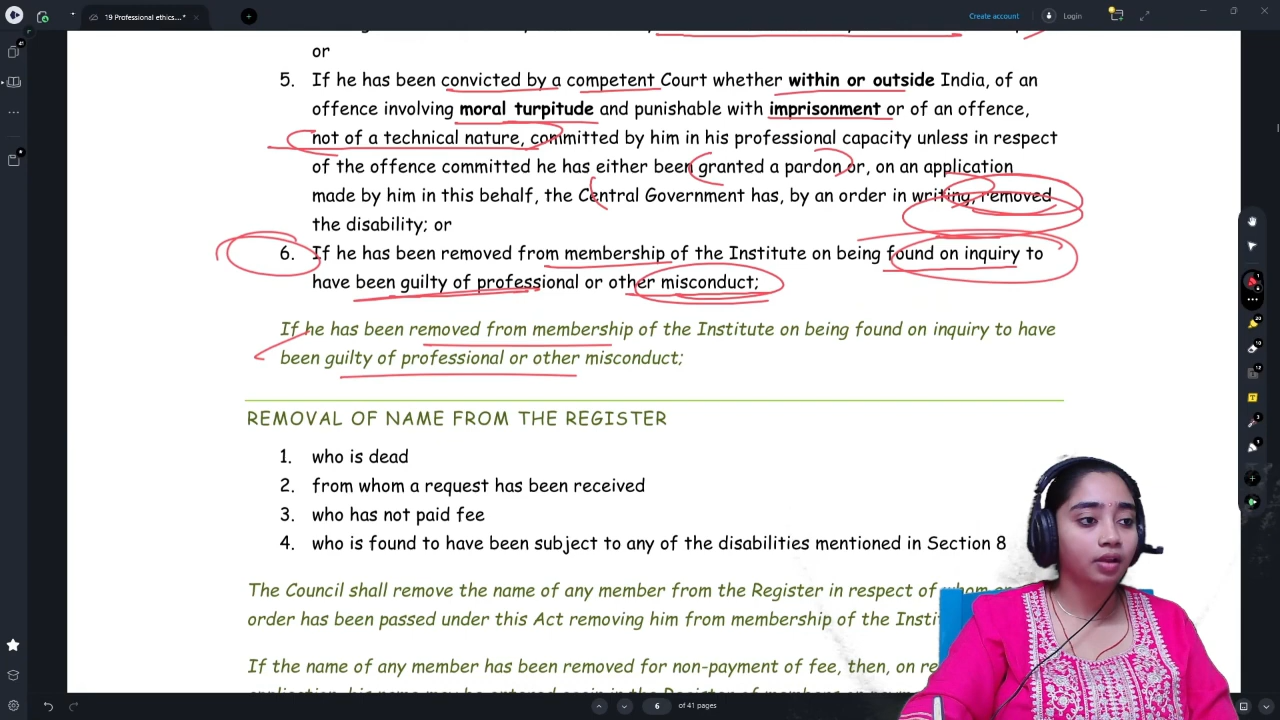 19 Professional ethics....*
Create account
Login
or
5. If he has been convicted by a competent Court whether within or outside India, of an
offence involving moral turpitude and punishable with imprisonment or of an offence,
not of a technical nature, committed by him in his professional capacity unless in respect
of the offence committed he has either been granted a pardon or, on an application
made by him in this behalf, the Central Government has, by an order in writing, removed
the disability; or
6. If he has been removed from membership of the Institute on being found on inquiry to
have been guilty of professional or other misconduct;
If he has been removed from membership of the Institute on being found on inquiry to have
been guilty of professional or other misconduct;
REMOVAL OF NAME FROM THE REGISTER
1. who is dead
2. from whom a request has been received
3. who has not paid fee
4. who is found to have been subject to any of the disabilities mentioned in Section 8
The Council shall remove the name of any member from the Register in respect of whom
order has been passed under this Act removing him from membership of the
If the name of any member has been removed for non-payment of fee, then, on
6 of 41 pages